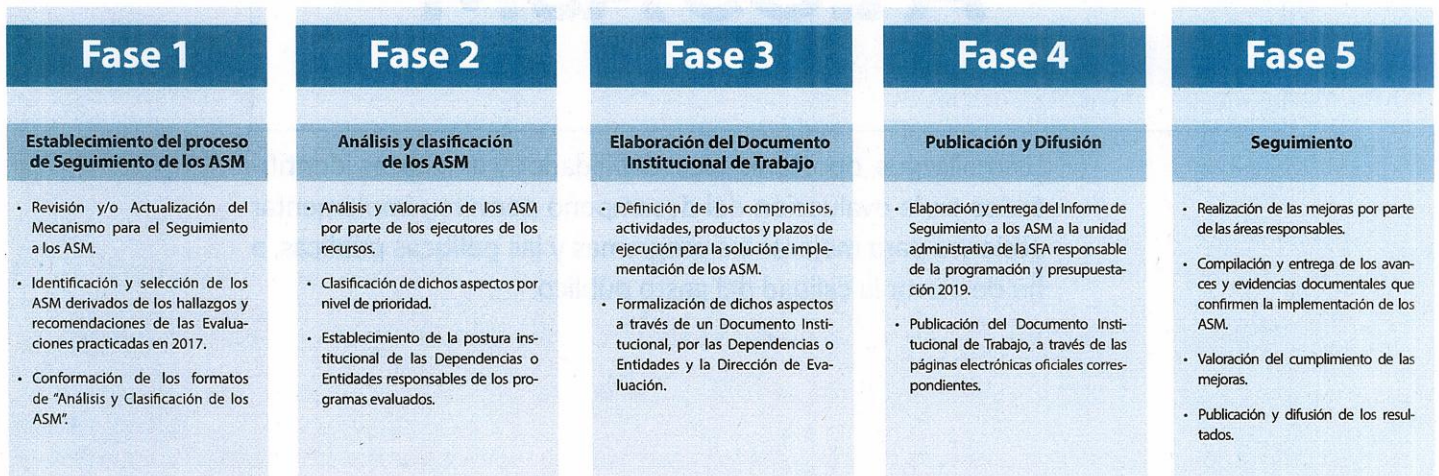 Fase 1
Establecimiento del proceso
de Seguimiento de los ASM
• Revisión y/o Actualización del
Mecanismo para el Seguimiento
a los ASM.
• Identificación y selección de los
ASM derivados de los hallazgos y
recomendaciones de las Evalua-
ciones practicadas en 2017.
• Conformación de los formatos
de "Análisis y Clasificación de los
ASM".
Fase 2
Análisis y clasificación
de los ASM
• Análisis y valoración de los ASM
por parte de los ejecutores de los
recursos.
• Clasificación de dichos aspectos por
nivel de prioridad.
• Establecimiento de la postura ins-
titucional de las Dependencias o
Entidades responsables de los pro-
gramas evaluados.
Fase 3
Elaboración del Documento
Institucional de Trabajo
• Definición de los compromisos,
actividades, productos y plazos de
ejecución para la solución e imple-
mentación de los ASM.
• Formalización de dichos aspectos
a través de un Documento Insti-
tucional, por las Dependencias o
Entidades y la Dirección de Eva-
luación.
Fase 4
Publicación y Difusión
• Elaboración y entrega del Informe de
Seguimiento a los ASM a la unidad
administrativa de la SFA responsable
de la programación y presupuesta-
ción 2019.
• Publicación del Documento Insti-
tucional de Trabajo, a través de las
páginas electrónicas oficiales corres-
pondientes.
Fase 5
Seguimiento
• Realización de las mejoras por parte
de las áreas responsables.
• Compilación y entrega de los avan-
ces y evidencias documentales que
confirmen la implementación de los
ASM.
• Valoración del cumplimiento de las
mejoras.
• Publicación y difusión de los resul-
tados.